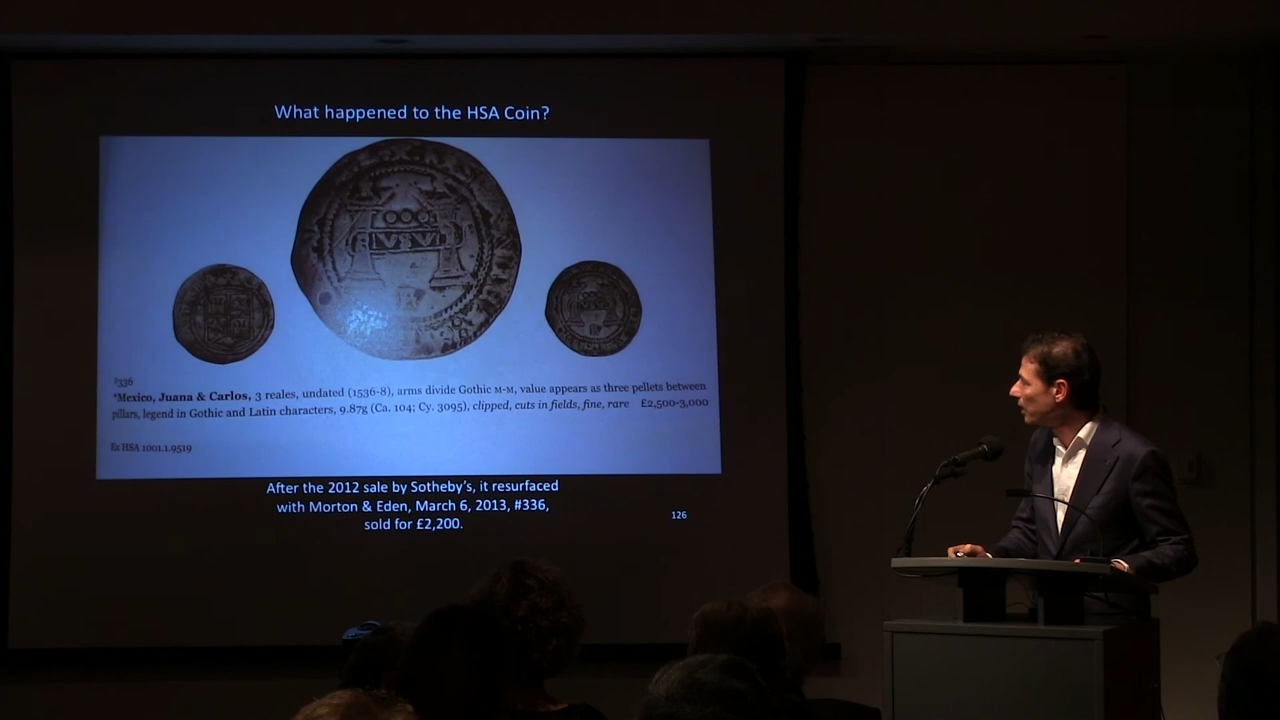 What happened to the HSA Coin?
‡336
*Mexico, Juana & Carlos, 3 reales, undated (1536-8), arms divide Gothic M-M, value appears as three pellets between
pillars, legend in Gothic and Latin characters, 9.87g (Ca. 104; Cy. 3095), clipped, cuts in fields, fine, rare £2,500-3,000
Ex HSA 1001.1.9519
After the 2012 sale by Sotheby's, it resurfaced
with Morton & Eden, March 6, 2013, #336,
sold for £2,200.
126